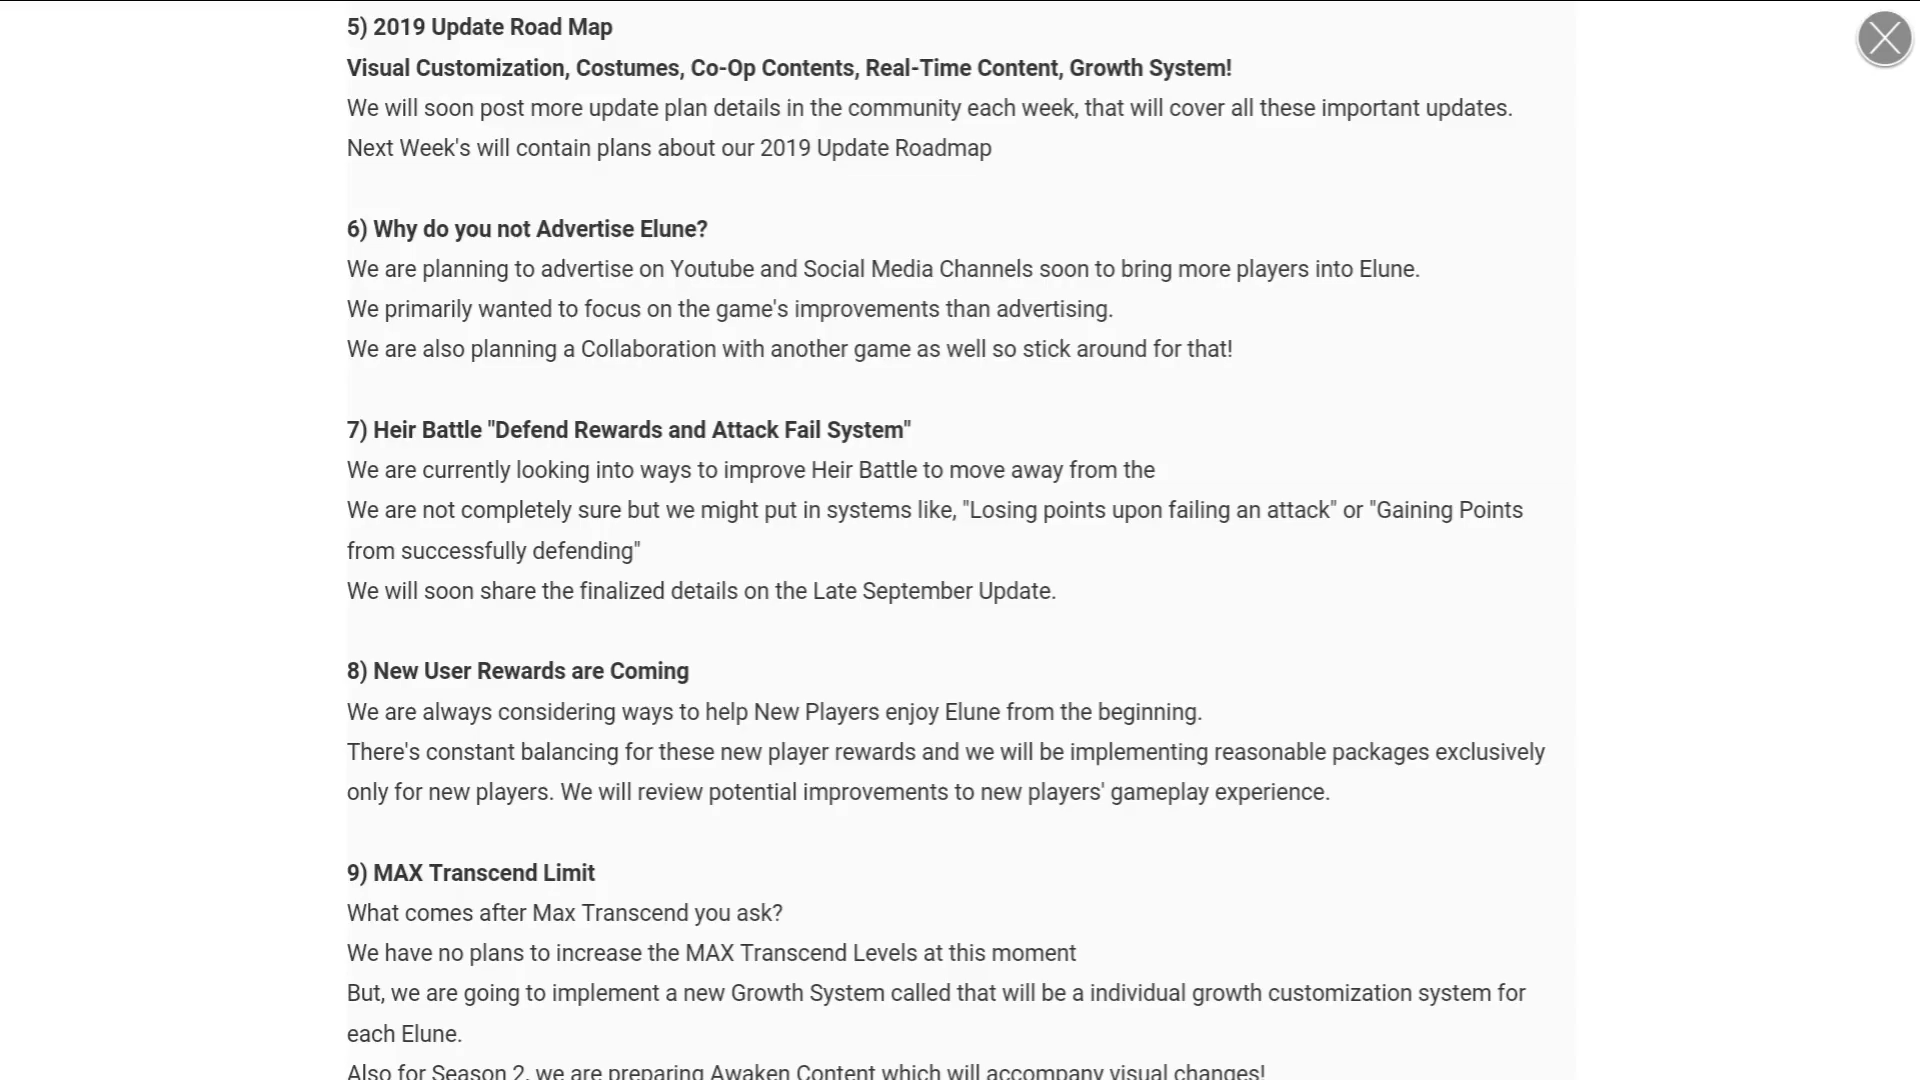 5) 2019 Update Road Map
Visual Customization, Costumes, Co-Op Contents, Real-Time Content, Growth System!
We will soon post more update plan details in the community each week, that will cover all these important updates.
Next Week's will contain plans about our 2019 Update Roadmap
6) Why do you not Advertise Elune?
We are planning to advertise on Youtube and Social Media Channels soon to bring more players into Elune.
We primarily wanted to focus on the game's improvements than advertising.
We are also planning a Collaboration with another game as well so stick around for that!
7) Heir Battle "Defend Rewards and Attack Fail System"
We are currently looking into ways to improve Heir Battle to move away from the
We are not completely sure but we might put in systems like, "Losing points upon failing an attack" or "Gaining Points
from successfully defending"
We will soon share the finalized details on the Late September Update.
8) New User Rewards are Coming
We are always considering ways to help New Players enjoy Elune from the beginning.
There's constant balancing for these new player rewards and we will be implementing reasonable packages exclusively
only for new players. We will review potential improvements to new players' gameplay experience.
9) MAX Transcend Limit
What comes after Max Transcend you ask?
We have no plans to increase the MAX Transcend Levels at this moment
But, we are going to implement a new Growth System called that will be a individual growth customization system for
each Elune.
Also for Season 2, we are preparing Awaken Content which will accompany visual changes!